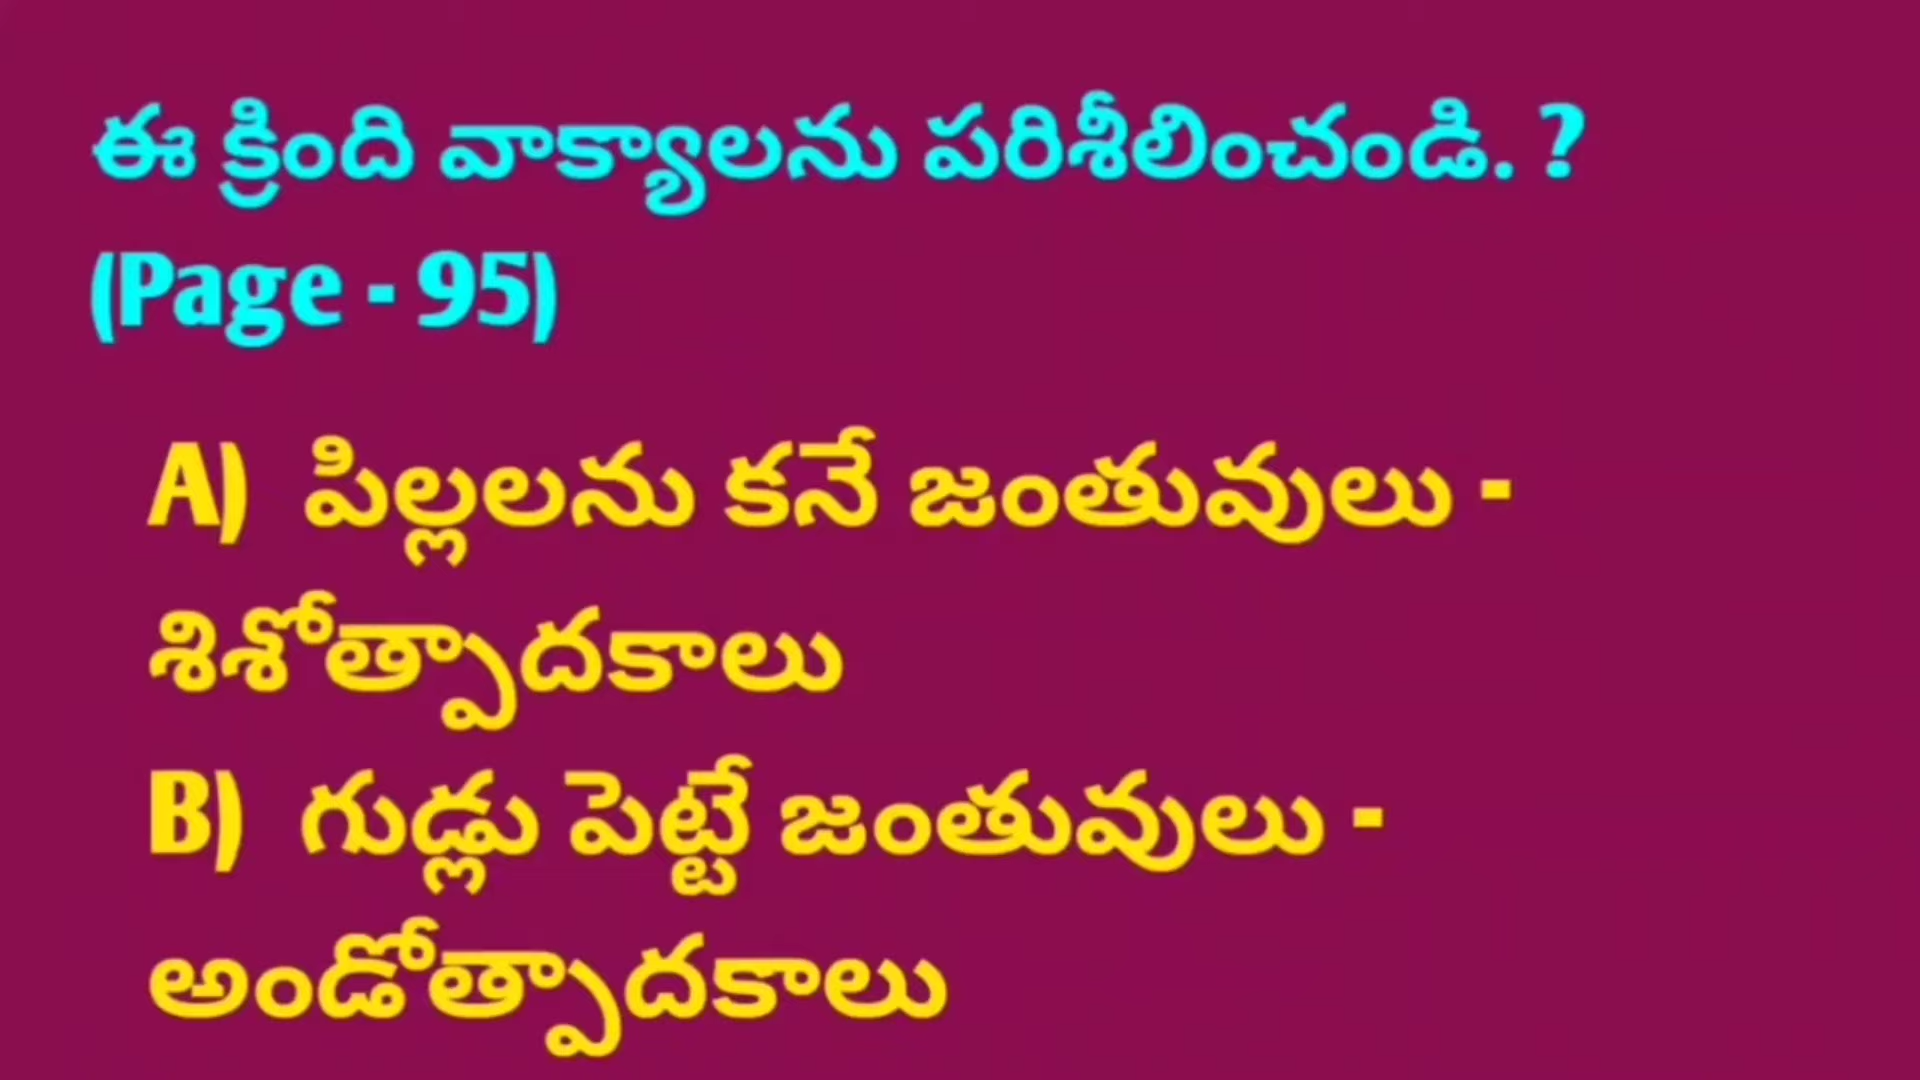 ఈ క్రింది వాక్యాలను పరిశీలించండి. ?
(Page - 95)
A) పిల్లలను కనే జంతువులు -
శిశోత్పాదకాలు
B) గుడ్లు పెట్టే జంతువులు -
అండోత్పాదకాలు